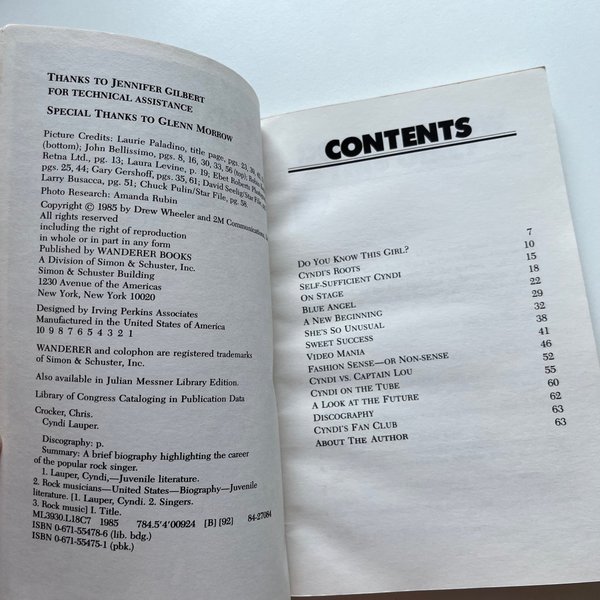 THANKS TO JENNIFER GILBERT
FOR TECHNICAL ASSISTANCE
SPECIAL THANKS TO GLENN MORROW
Picture Credits: Laurie Paladino, title page, pgs. 23, 36, 41,
(bottom); John Bellissimo, pgs. 8, 16, 30, 33, 56 (top); Robin
Retna Ltd., pg. 13; Laura Levine, p. 19; Ebet Roberts
pgs. 25, 44; Gary Gershoff, pgs. 35, 61; David Seelig/Star File,
Larry Busacca, pg. 51; Chuck Pulin/Star File, pg. 58.
Photo Research: Amanda Rubin
Copyright © 1985 by Drew Wheeler and 2M Communications,
All rights reserved
including the right of reproduction
in whole or in part in any form
Published by WANDERER BOOKS
A Division of Simon & Schuster, Inc.
Simon & Schuster Building
1230 Avenue of the Americas
New York, New York 10020
Designed by Irving Perkins Associates
Manufactured in the United States of America
10 9 8 7 6 5 4 3 2 1
WANDERER and colophon are registered trademarks
of Simon & Schuster, Inc.
Also available in Julian Messner Library Edition.
Library of Congress Cataloging in Publication Data
Crocker, Chris.
Cyndi Lauper.
Discography: p.
Summary: A brief biography highlighting the career
of the popular rock singer.
1. Lauper, Cyndi,—Juvenile literature.
2. Rock musicians—United States—Biography—Juvenile
literature. [1. Lauper, Cyndi. 2. Singers.
3. Rock music] I. Title.
ML3930.L18C7 1985 784.5'4'00924 [B] [92] 84-27084
ISBN 0-671-55478-6 (lib. bdg.)
ISBN 0-671-55475-1 (pbk.)
CONTENTS
DO YOU KNOW THIS GIRL? 7
CYNDI'S ROOTS 10
SELF-SUFFICIENT CYNDI 15
ON STAGE 18
BLUE ANGEL 22
A NEW BEGINNING 29
SHE'S SO UNUSUAL 32
SWEET SUCCESS 38
VIDEO MANIA 41
FASHION SENSE—OR NON-SENSE 46
CYNDI VS. CAPTAIN LOU 52
CYNDI ON THE TUBE 55
A LOOK AT THE FUTURE 60
DISCOGRAPHY 62
CYNDI'S FAN CLUB 63
ABOUT THE AUTHOR 63